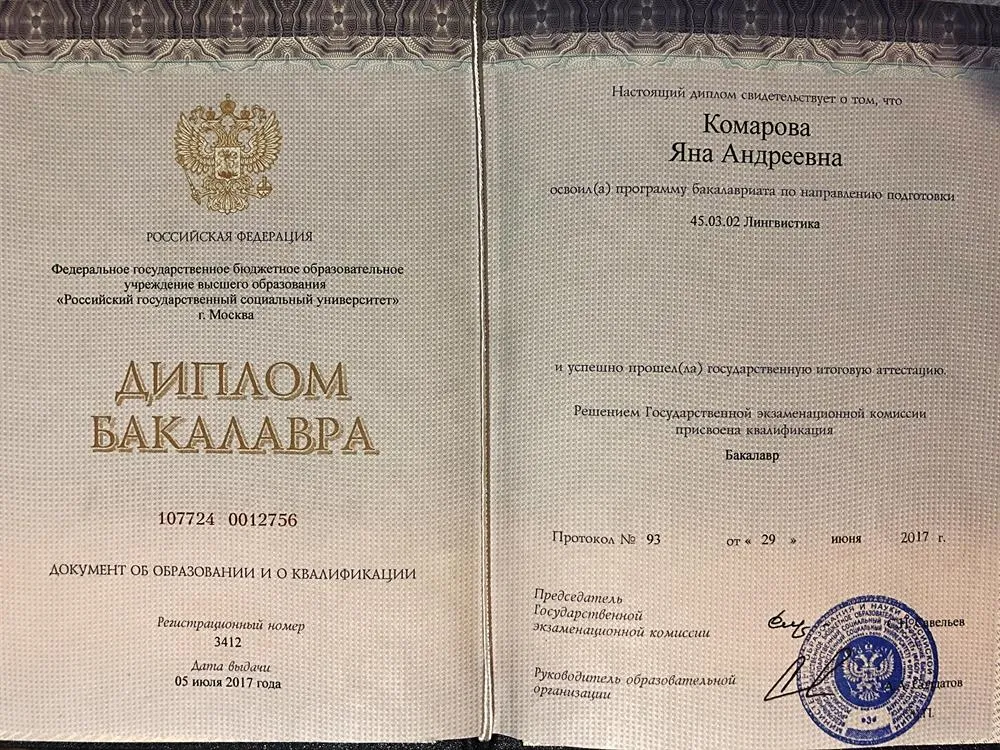 РОССИЙСКАЯ ФЕДЕРАЦИЯ
Федеральное государственное бюджетное образовательное
учреждение высшего образования
«Российский государственный социальный университет»
г. Москва
ДИПЛОМ
БАКАЛАВРА
107724 0012756
ДОКУМЕНТ ОБ ОБРАЗОВАНИИ И О КВАЛИФИКАЦИИ
Регистрационный номер
3412
Дата выдачи
05 июля 2017 года
Настоящий диплом свидетельствует о том, что
Комарова
Яна Андреевна
освоил(а) программу бакалавриата по направлению подготовки
45.03.02 Лингвистика
и успешно прошел(ла) государственную итоговую аттестацию.
Решением Государственной экзаменационной комиссии
присвоена квалификация
Бакалавр
Протокол № 93 от « 29 » июня 2017 г.
Председатель
Государственной
экзаменационной комиссии
Савельев
Руководитель образовательной
организации